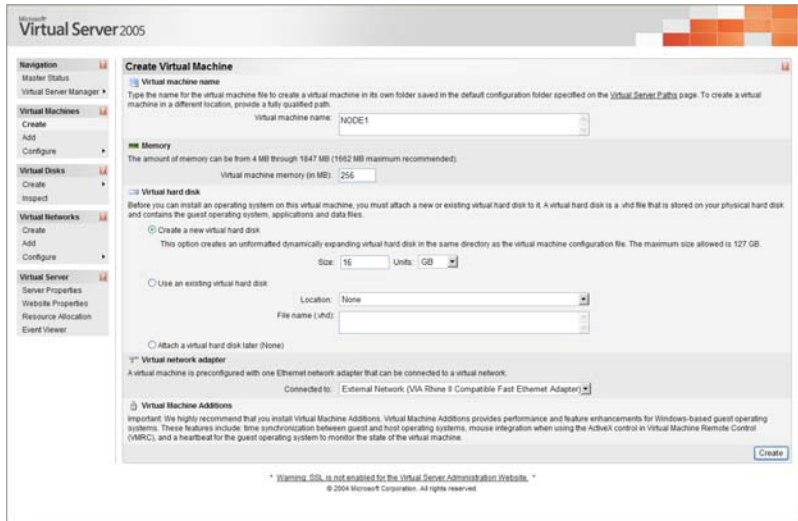 Microsoft
Virtual Server 2005
Navigation
Master Status
Virtual Server Manager
Virtual Machines
Create
Add
Configure
Virtual Disks
Create
Inspect
Virtual Networks
Create
Add
Configure
Virtual Server
Server Properties
Website Properties
Resource Allocation
Event Viewer
Create Virtual Machine
Virtual machine name
Type the name for the virtual machine file to create a virtual machine in its own folder saved in the default configuration folder specified on the Virtual Server Paths page. To create a virtual
machine in a different location, provide a fully qualified path.
Virtual machine name: NODE1
Memory
The amount of memory can be from 4 MB through 1847 MB (1662 MB maximum recommended).
Virtual machine memory (in MB): 256
Virtual hard disk
Before you can install an operating system on this virtual machine, you must attach a new or existing virtual hard disk to it. A virtual hard disk is a .vhd file that is stored on your physical hard disk
and contains the guest operating system, applications and data files.
Create a new virtual hard disk
This option creates an unformatted dynamically expanding virtual hard disk in the same directory as the virtual machine configuration file. The maximum size allowed is 127 GB.
Size: 16 Units: GB
Use an existing virtual hard disk
Location: None
File name (.vhd):
Attach a virtual hard disk later (None)
Virtual network adapter
A virtual machine is preconfigured with one Ethernet network adapter that can be connected to a virtual network.
Connected to: External Network (VIA Rhine II Compatible Fast Ethernet Adapter)
Virtual Machine Additions
Important: We highly recommend that you install Virtual Machine Additions. Virtual Machine Additions provides performance and feature enhancements for Windows-based guest operating
systems. These features include: time synchronization between guest and host operating systems, mouse integration when using the ActiveX control in Virtual Machine Remote Control
(VMRC), and a heartbeat for the guest operating system to monitor the state of the virtual machine.
Create
* Warning: SSL is not enabled for the Virtual Server Administration Website. *
© 2004 Microsoft Corporation. All rights reserved.